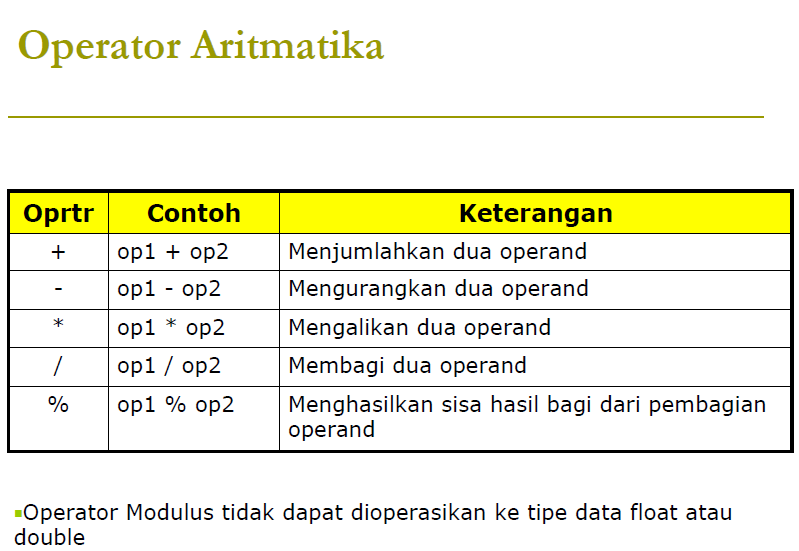 Operator Aritmatika
Oprtr Contoh Keterangan
+ op1 + op2 Menjumlahkan dua operand
- op1 - op2 Mengurangkan dua operand
* op1 * op2 Mengalikan dua operand
/ op1 / op2 Membagi dua operand
% op1 % op2 Menghasilkan sisa hasil bagi dari pembagian
operand
Operator Modulus tidak dapat dioperasikan ke tipe data float atau
double